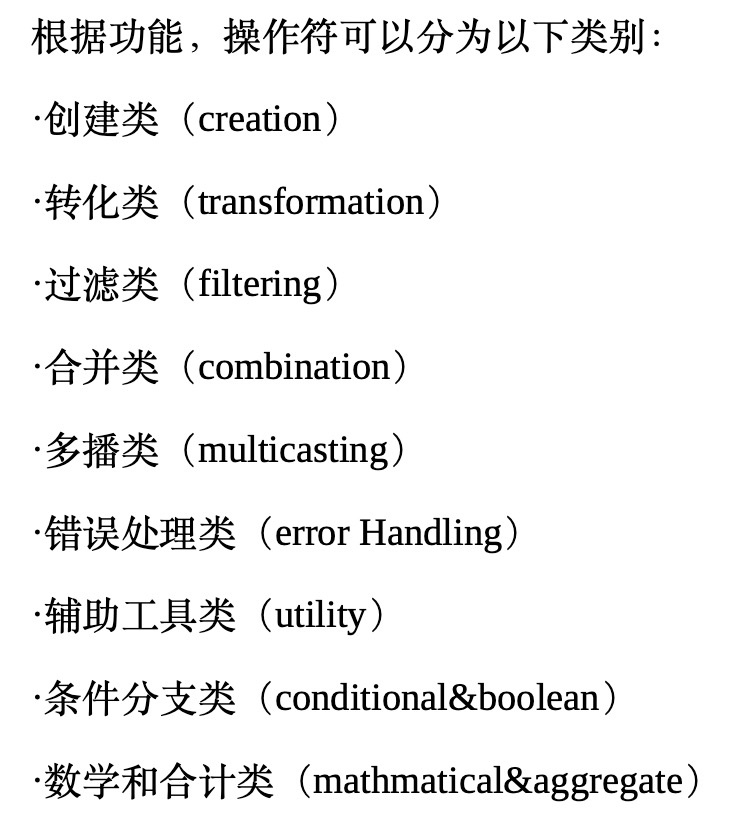 根据功能，操作符可以分为以下类别：
·创建类（creation）
·转化类（transformation）
·过滤类（filtering）
·合并类（combination）
·多播类（multicasting）
·错误处理类（error Handling）
·辅助工具类（utility）
·条件分支类（conditional&boolean）
·数学和合计类（mathmatical&aggregate）